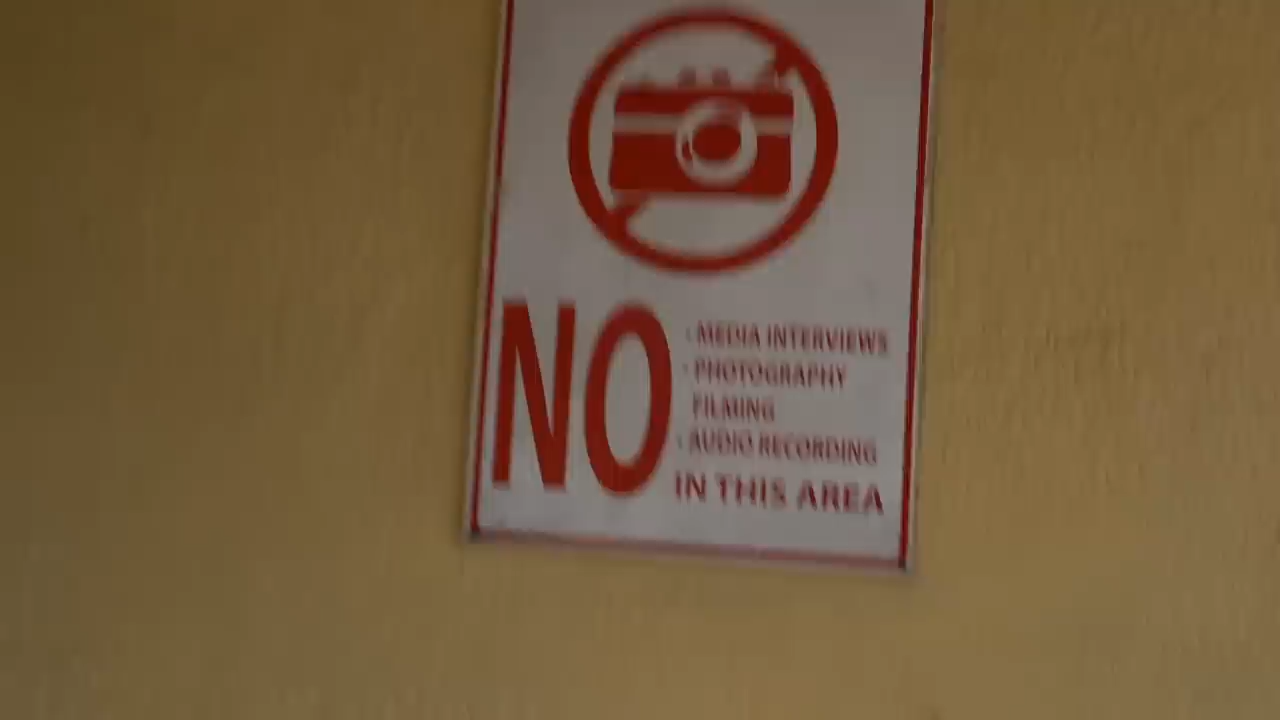 NO
· MEDIA INTERVIEWS
· PHOTOGRAPHY
FILMING
· AUDIO RECORDING
IN THIS AREA